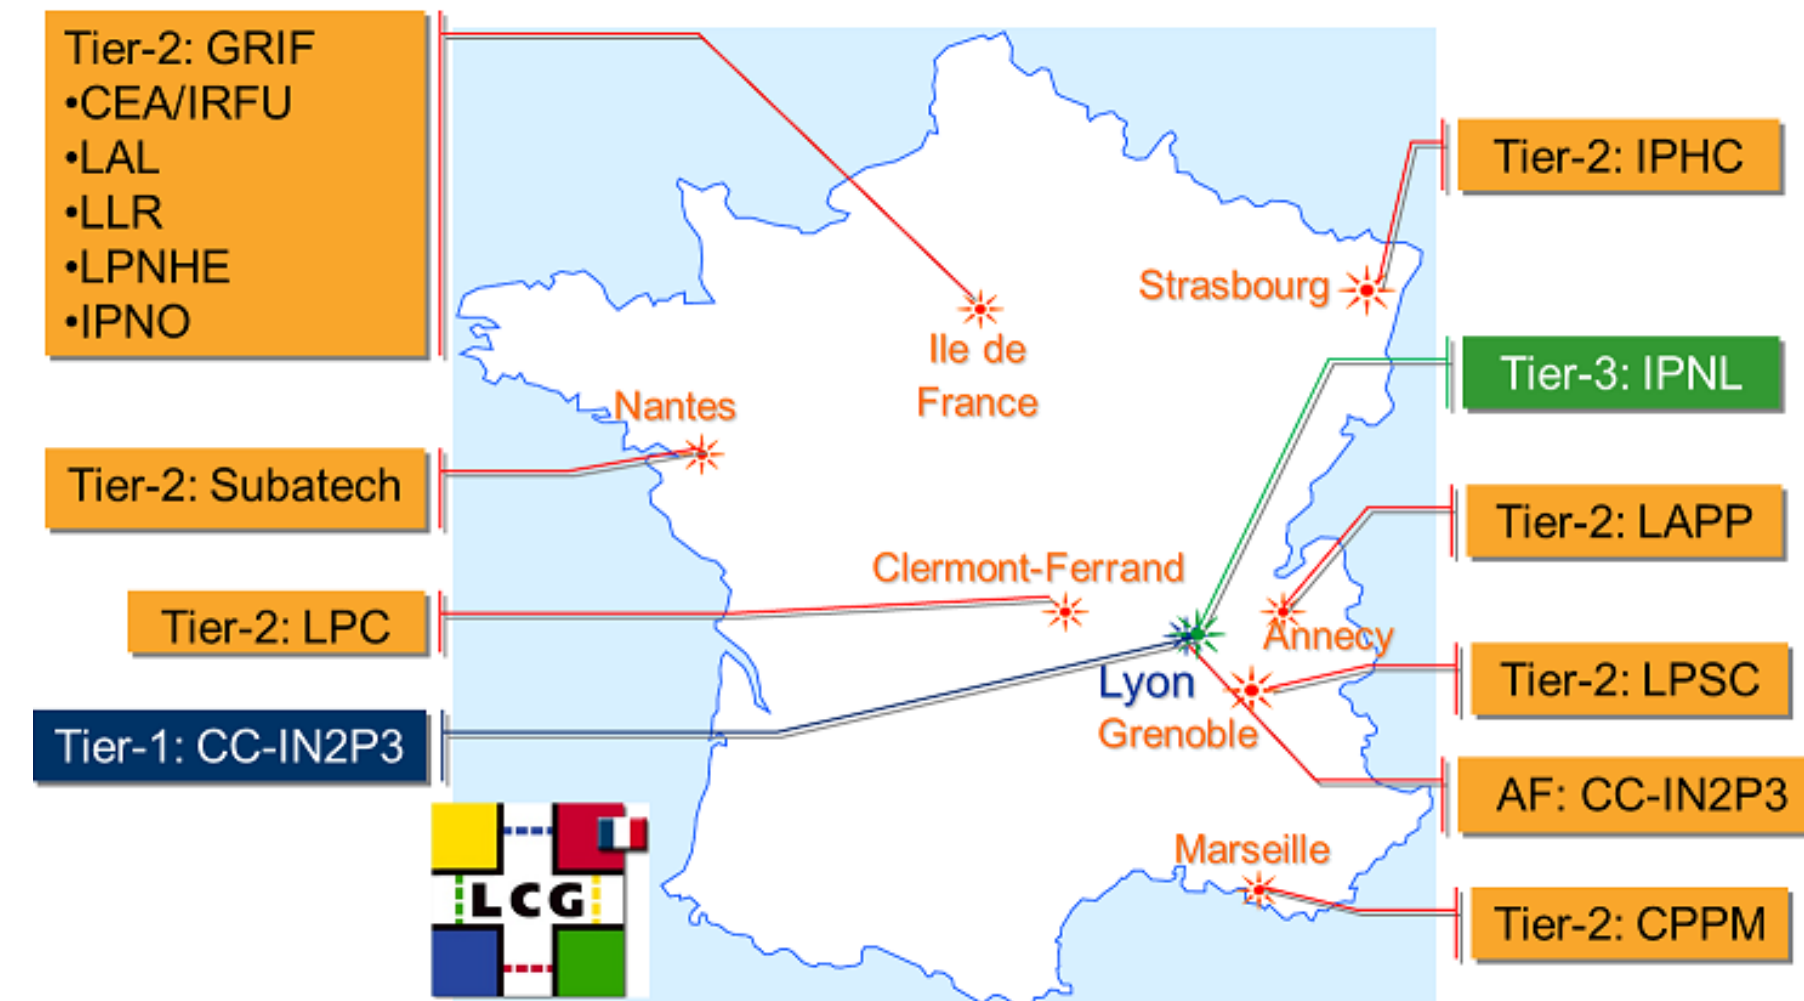 Tier-2: GRIF
•CEA/IRFU
•LAL
•LLR
•LPNHE
•IPNO
Tier-2: IPHC
Strasbourg
Ile de
France
Tier-3: IPNL
Nantes
Tier-2: Subatech
Tier-2: LAPP
Clermont-Ferrand
Tier-2: LPC
Annecy
Lyon
Tier-2: LPSC
Grenoble
Tier-1: CC-IN2P3
AF: CC-IN2P3
Marseille
LCG
Tier-2: CPPM